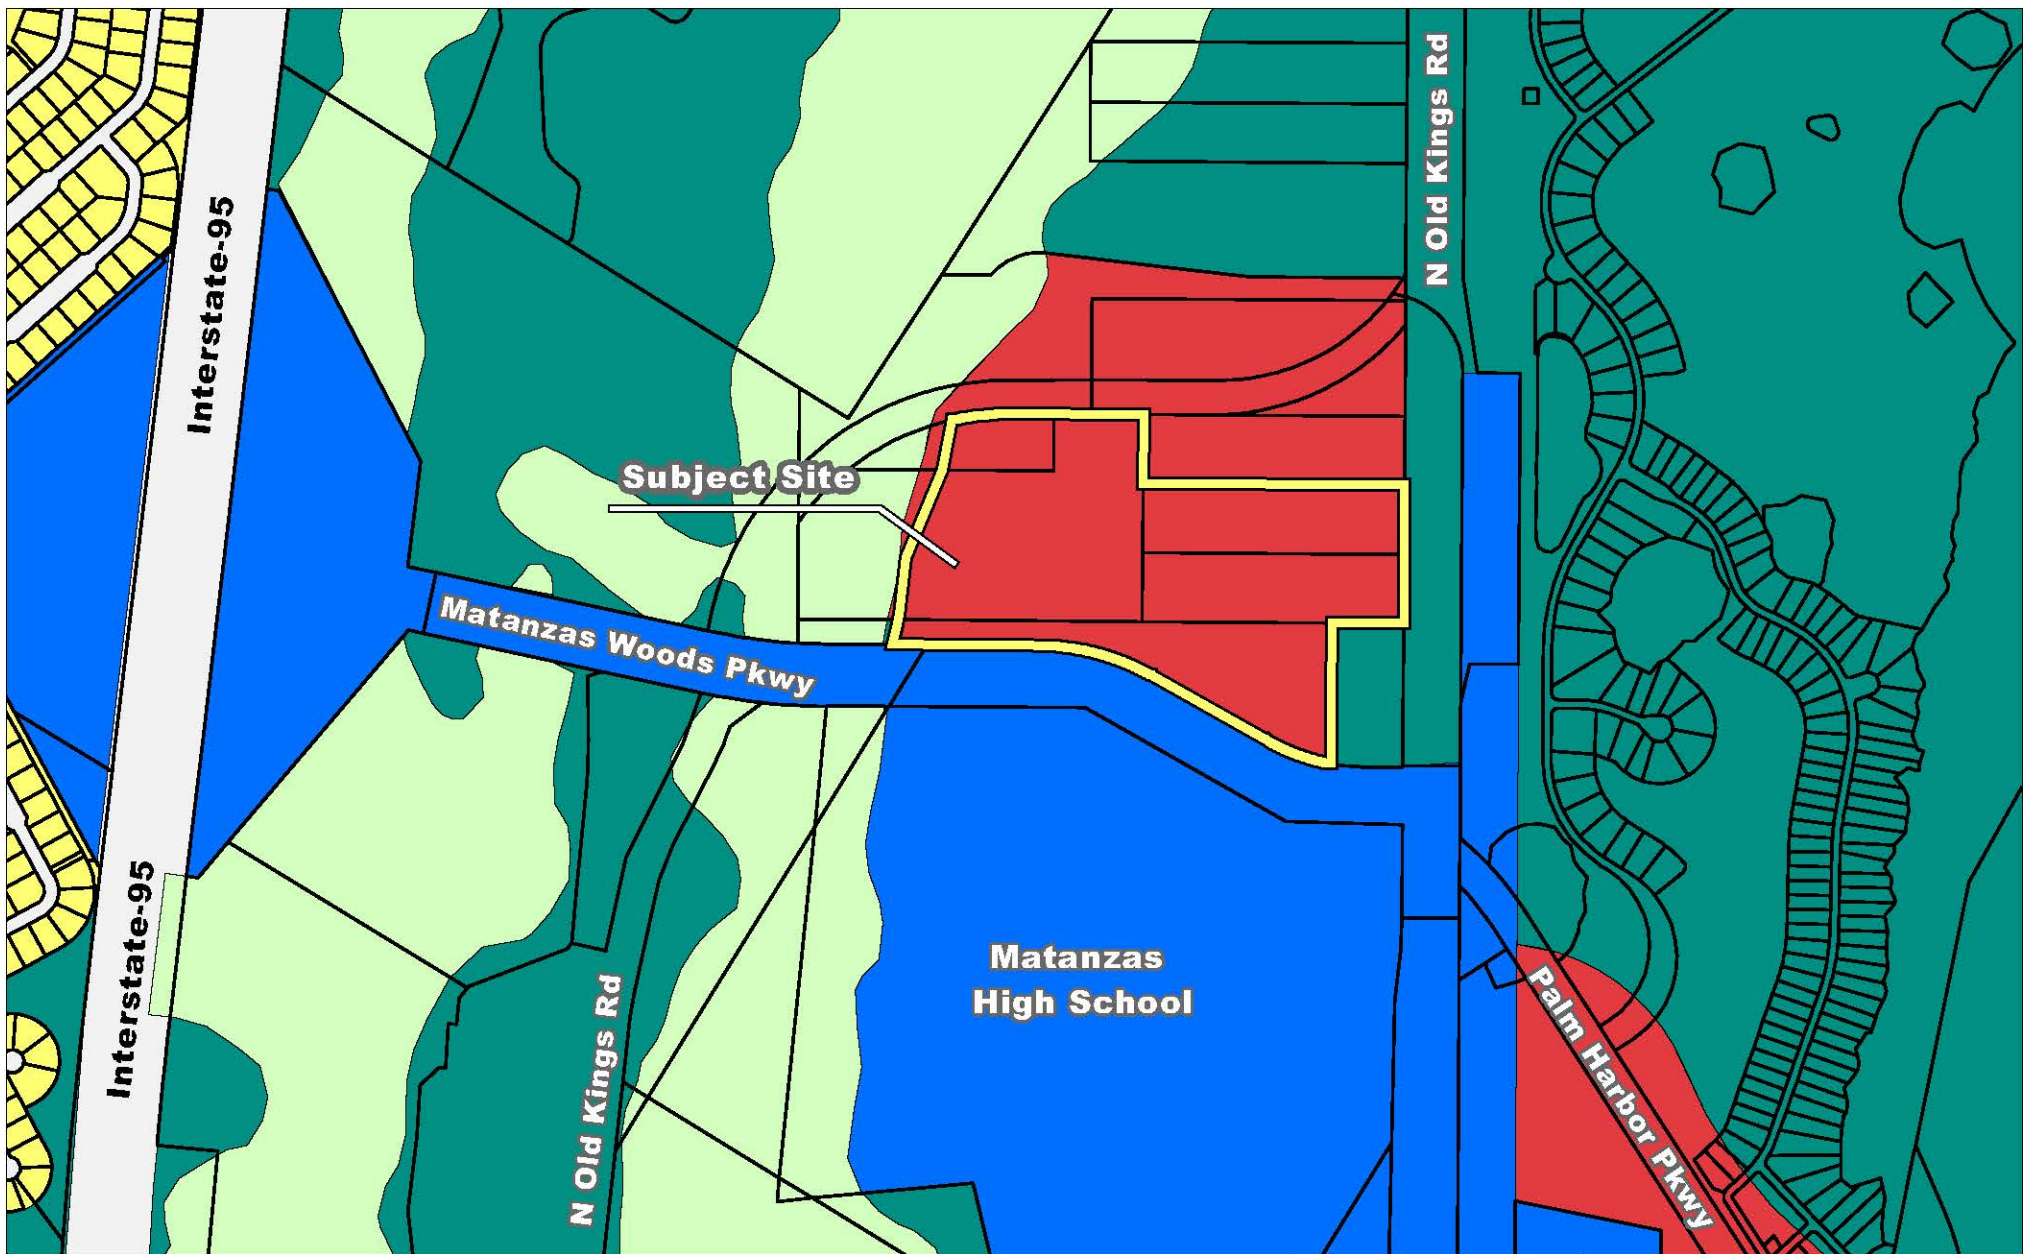 N Old Kings Rd
Interstate-95
Subject Site
Matanzas Woods Pkwy
Matanzas
High School
Interstate-95
N Old Kings Rd
Palm Harbor Pkwy